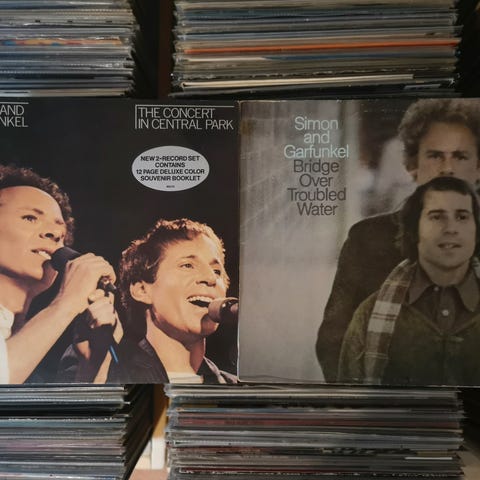 AND
NKEL
THE CONCERT
IN CENTRAL PARK
NEW 2-RECORD SET
CONTAINS
12 PAGE DELUXE COLOR
SOUVENIR BOOKLET
Simon
and
Garfunkel
Bridge
Over
Troubled
Water